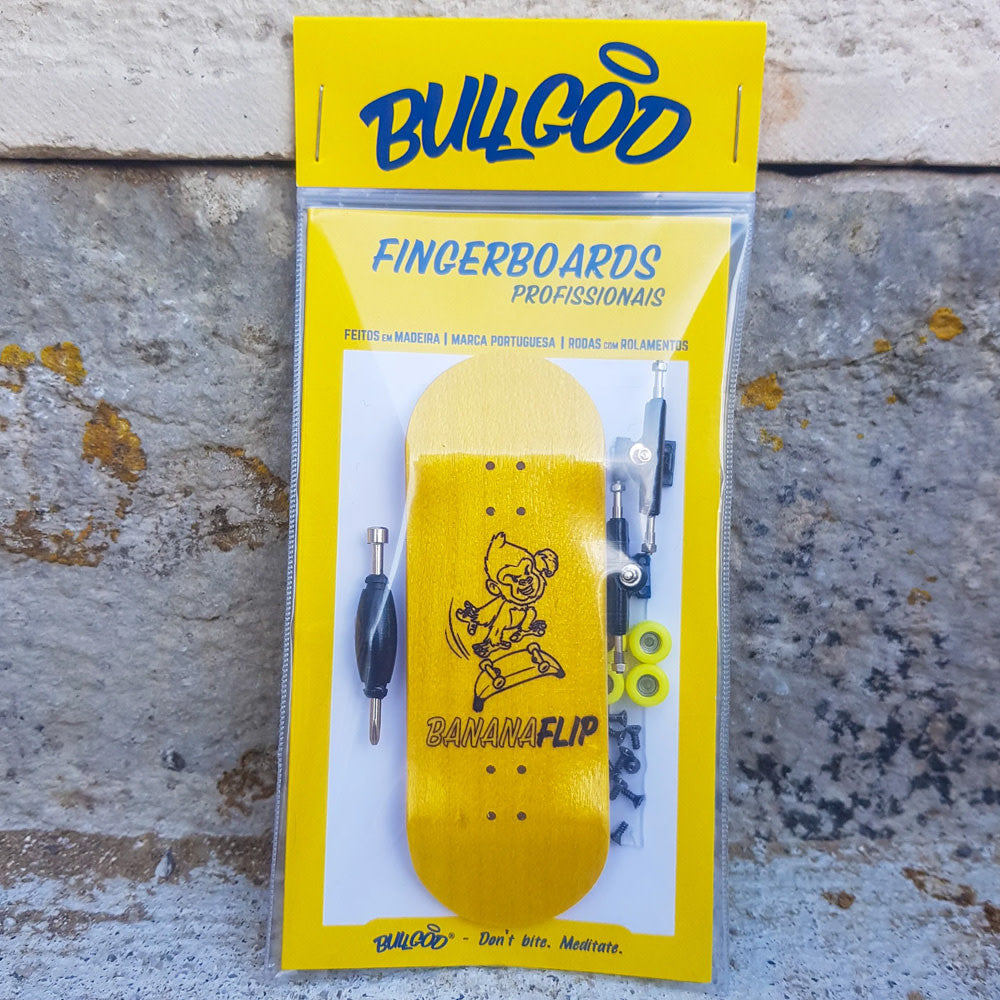 BULLGOD
FINGERBOARDS
PROFISSIONAIS
FEITOS EM MADEIRA | MARCA PORTUGUESA | RODAS COM ROLAMENTOS
BANANAFLIP
BULLGOD® - Don't bite. Meditate.